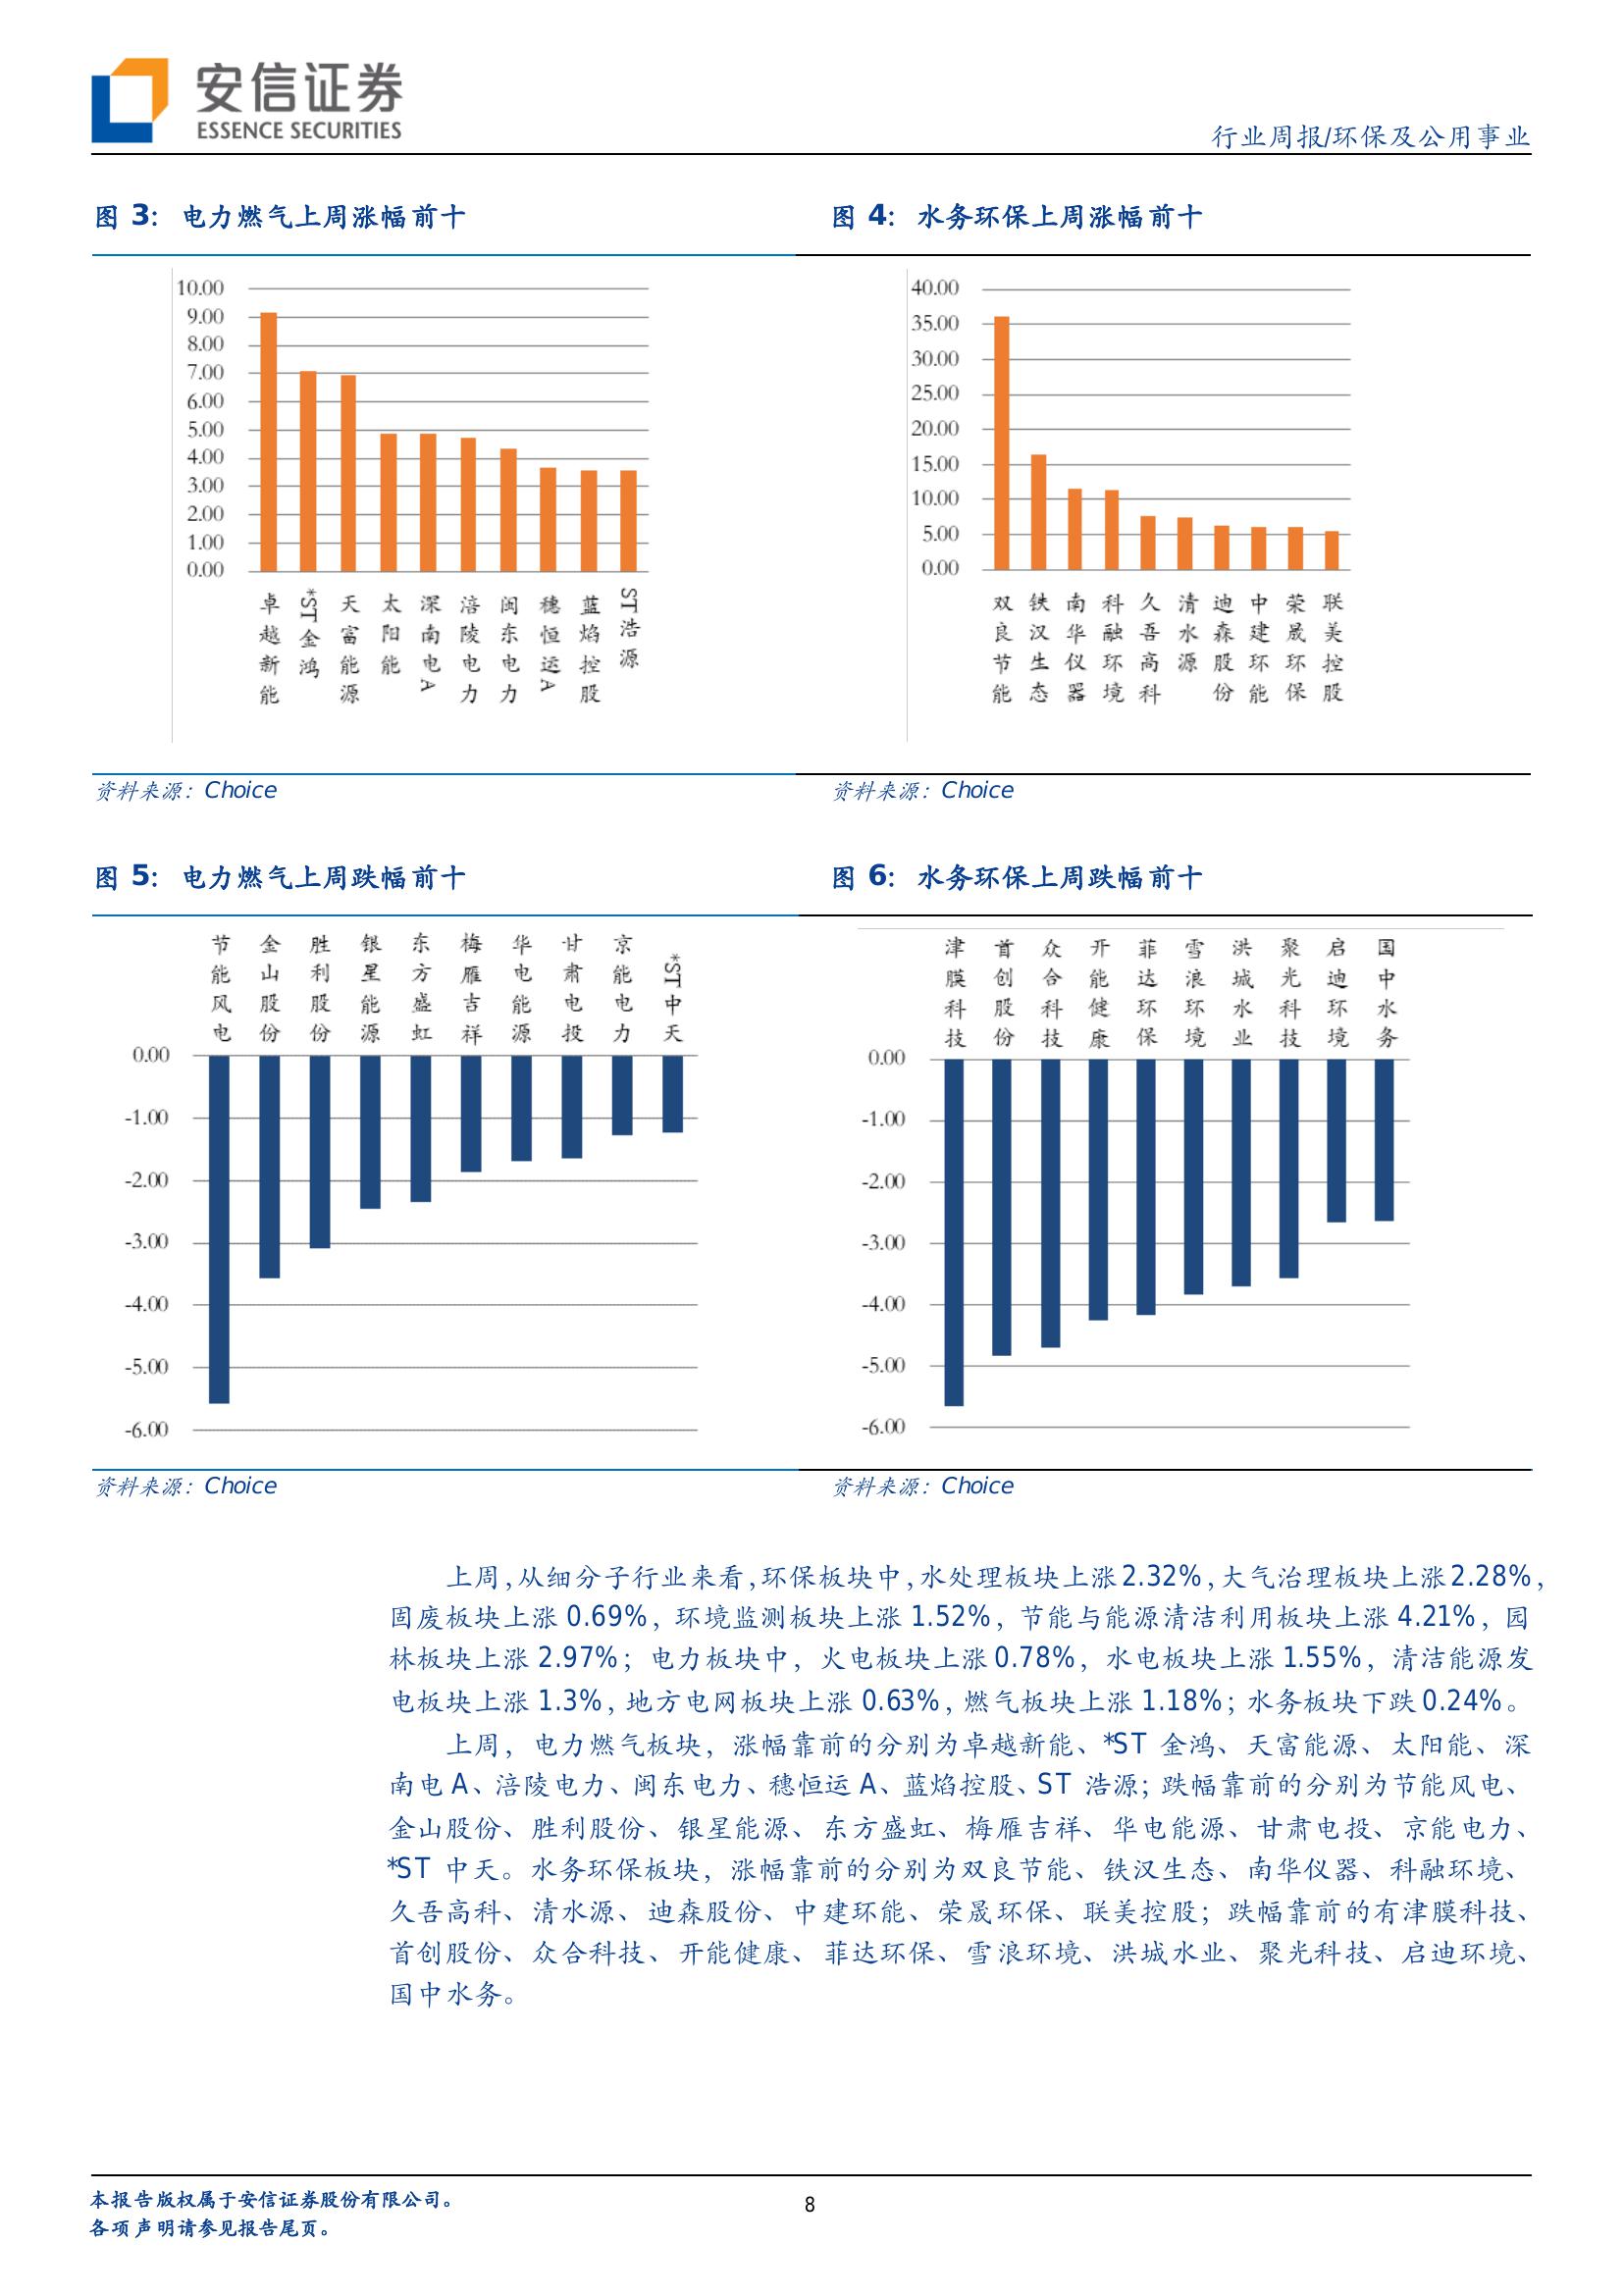 安信证券
ESSENCE SECURITIES
行业周报/环保及公用事业
图 3: 电力燃气上周涨幅前十
图 4: 水务环保上周涨幅前十
10.00
9.00
8.00
7.00
6.00
5.00
4.00
3.00
2.00
1.00
0.00
卓越新能
*ST金鸿
天富能源
太阳能
深南电A
涪陵电力
闽东电力
穗恒运A
蓝焰控股
ST浩源
40.00
35.00
30.00
25.00
20.00
15.00
10.00
5.00
0.00
双良节能
铁汉生态
南华仪器
科融环境
久吾高科
清水源
迪森股份
中建环能
荣晟环保
联美控股
资料来源：Choice
资料来源：Choice
图 5: 电力燃气上周跌幅前十
图 6: 水务环保上周跌幅前十
节能风电
金山股份
胜利股份
银星能源
东方盛虹
梅雁吉祥
华电能源
甘肃电投
京能电力
*ST中天
0.00
-1.00
-2.00
-3.00
-4.00
-5.00
-6.00
津膜科技
首创股份
众合科技
开能健康
菲达环保
雪浪环境
洪城水业
聚光科技
启迪环境
国中水务
0.00
-1.00
-2.00
-3.00
-4.00
-5.00
-6.00
资料来源：Choice
资料来源：Choice
上周，从细分子行业来看，环保板块中，水处理板块上涨2.32%，大气治理板块上涨2.28%，
固废板块上涨 0.69%，环境监测板块上涨 1.52%，节能与能源清洁利用板块上涨 4.21%，园
林板块上涨 2.97%；电力板块中，火电板块上涨 0.78%，水电板块上涨 1.55%，清洁能源发
电板块上涨 1.3%，地方电网板块上涨 0.63%，燃气板块上涨 1.18%；水务板块下跌 0.24%。
上周，电力燃气板块，涨幅靠前的分别为卓越新能、*ST 金鸿、天富能源、太阳能、深
南电 A、涪陵电力、闽东电力、穗恒运 A、蓝焰控股、ST 浩源；跌幅靠前的分别为节能风电、
金山股份、胜利股份、银星能源、东方盛虹、梅雁吉祥、华电能源、甘肃电投、京能电力、
*ST 中天。水务环保板块，涨幅靠前的分别为双良节能、铁汉生态、南华仪器、科融环境、
久吾高科、清水源、迪森股份、中建环能、荣晟环保、联美控股；跌幅靠前的有津膜科技、
首创股份、众合科技、开能健康、菲达环保、雪浪环境、洪城水业、聚光科技、启迪环境、
国中水务。
本报告版权属于安信证券股份有限公司。
各项声明请参见报告尾页。
8